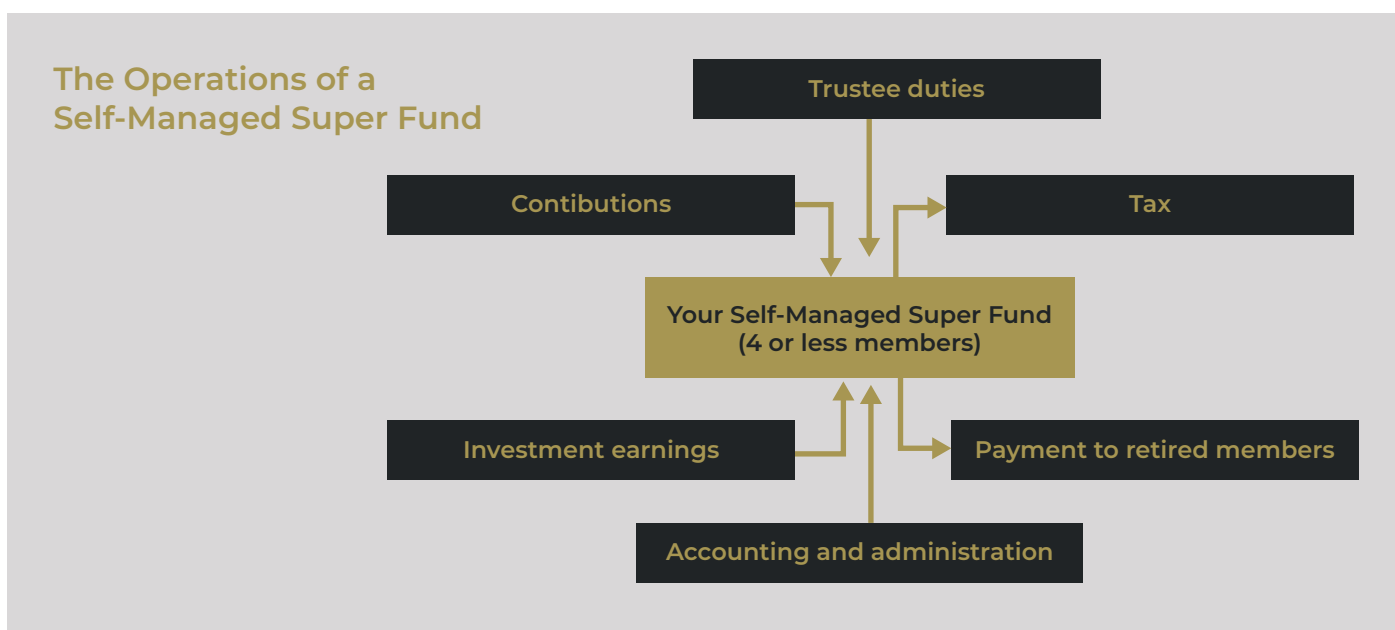 The Operations of a
Self-Managed Super Fund
Trustee duties
Contibutions
Tax
Your Self-Managed Super Fund
(4 or less members)
Investment earnings
Payment to retired members
Accounting and administration